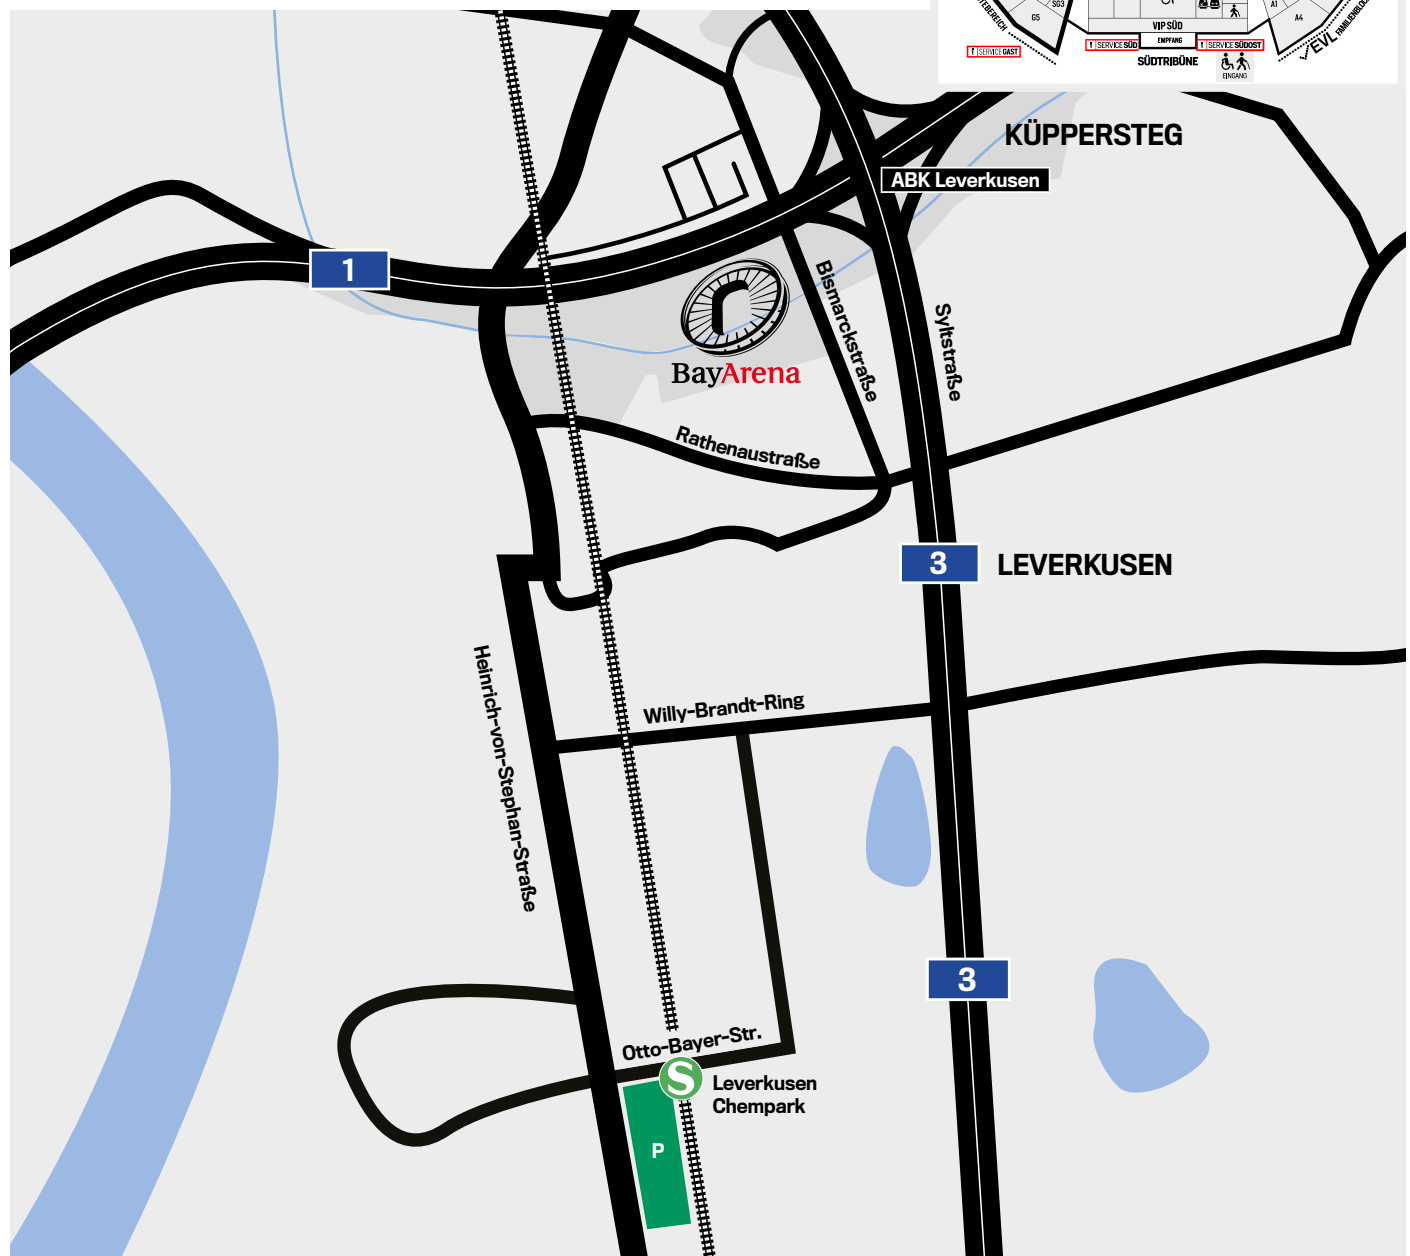 SG3
G5
A1
A4
VIP SÜD
FAMILIENBLOCK
EVL
SERVICE GAST
SERVICE SÜD
EMPFANG
SERVICE SÜDOST
SÜDTRIBÜNE
EINGANG
KÜPPERSTEG
ABK Leverkusen
1
Bismarckstraße
Syltstraße
BayArena
Rathenaustraße
3
LEVERKUSEN
Heinrich-von-Stephan-Straße
Willy-Brandt-Ring
3
Otto-Bayer-Str.
S
Leverkusen
Chempark
P